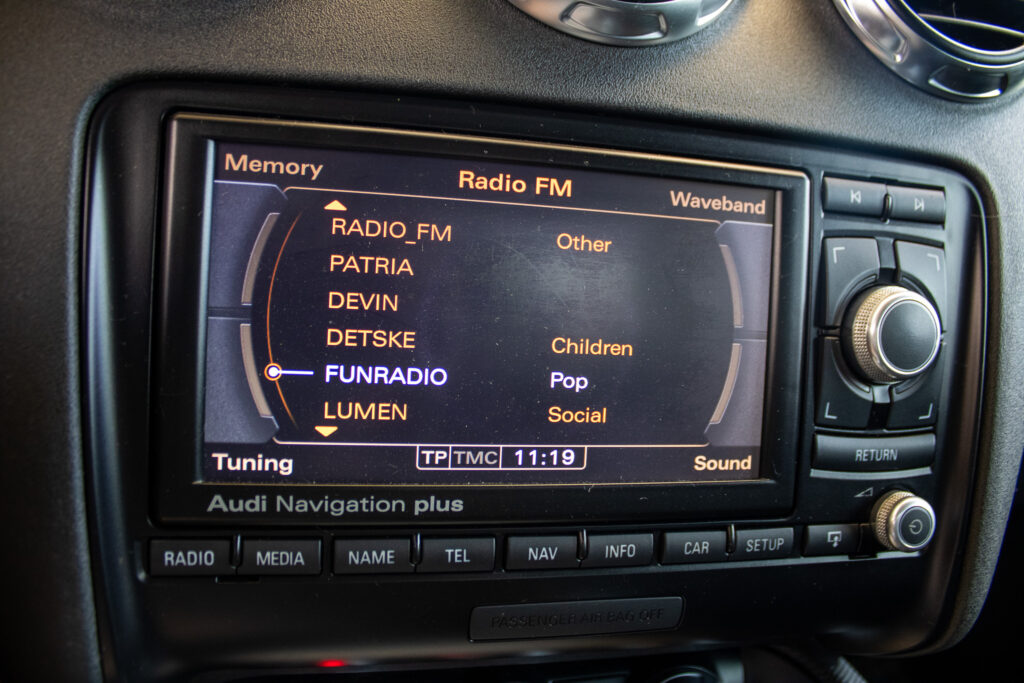 Memory Radio FM Waveband
RADIO_FM Other
PATRIA
DEVIN
DETSKE Children
FUNRADIO Pop
LUMEN Social
Tuning TP TMC 11:19 Sound
Audi Navigation plus
RETURN
RADIO MEDIA NAME TEL NAV INFO CAR SETUP
PASSENGER AIR BAG OFF